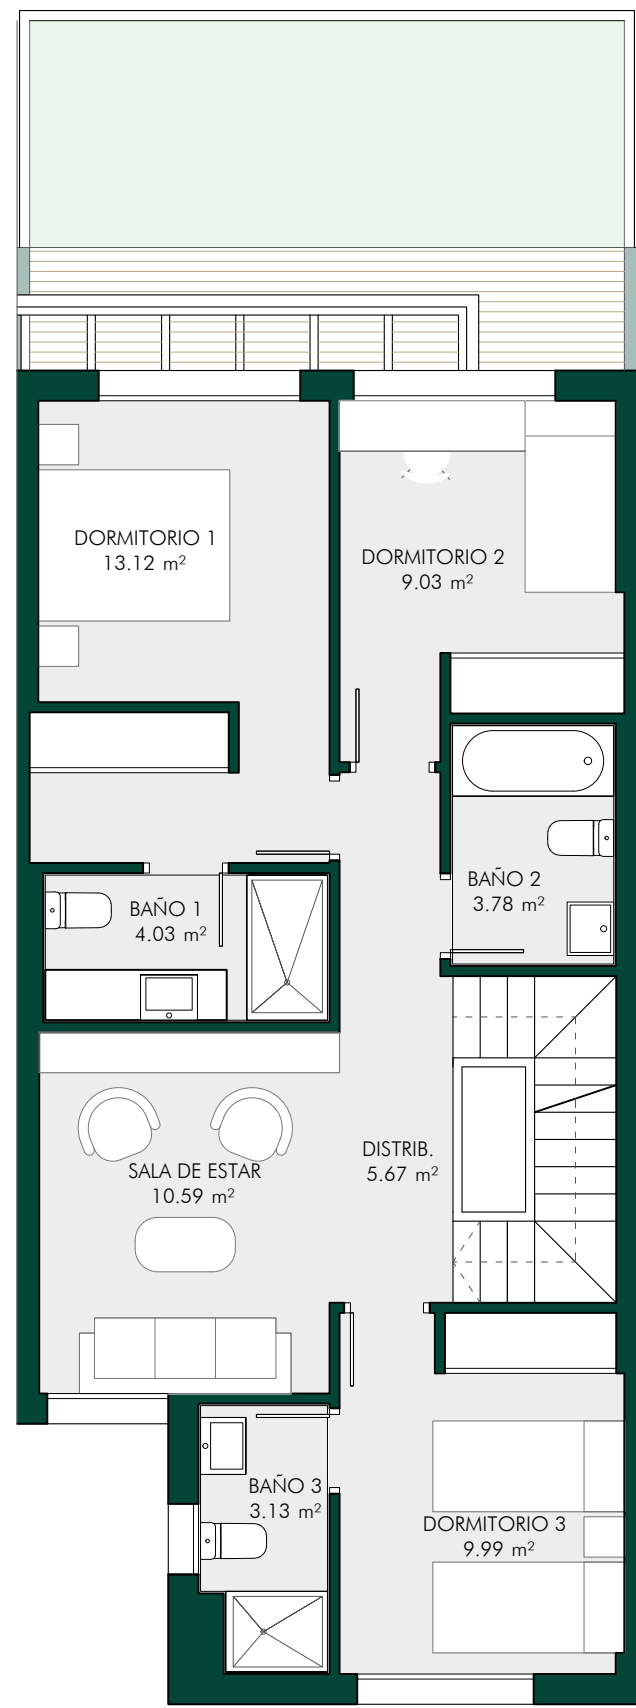 DORMITORIO 1
13.12 m²
DORMITORIO 2
9.03 m²
BAÑO 2
3.78 m²
BAÑO 1
4.03 m²
DISTRIB.
5.67 m²
SALA DE ESTAR
10.59 m²
BAÑO 3
3.13 m²
DORMITORIO 3
9.99 m²